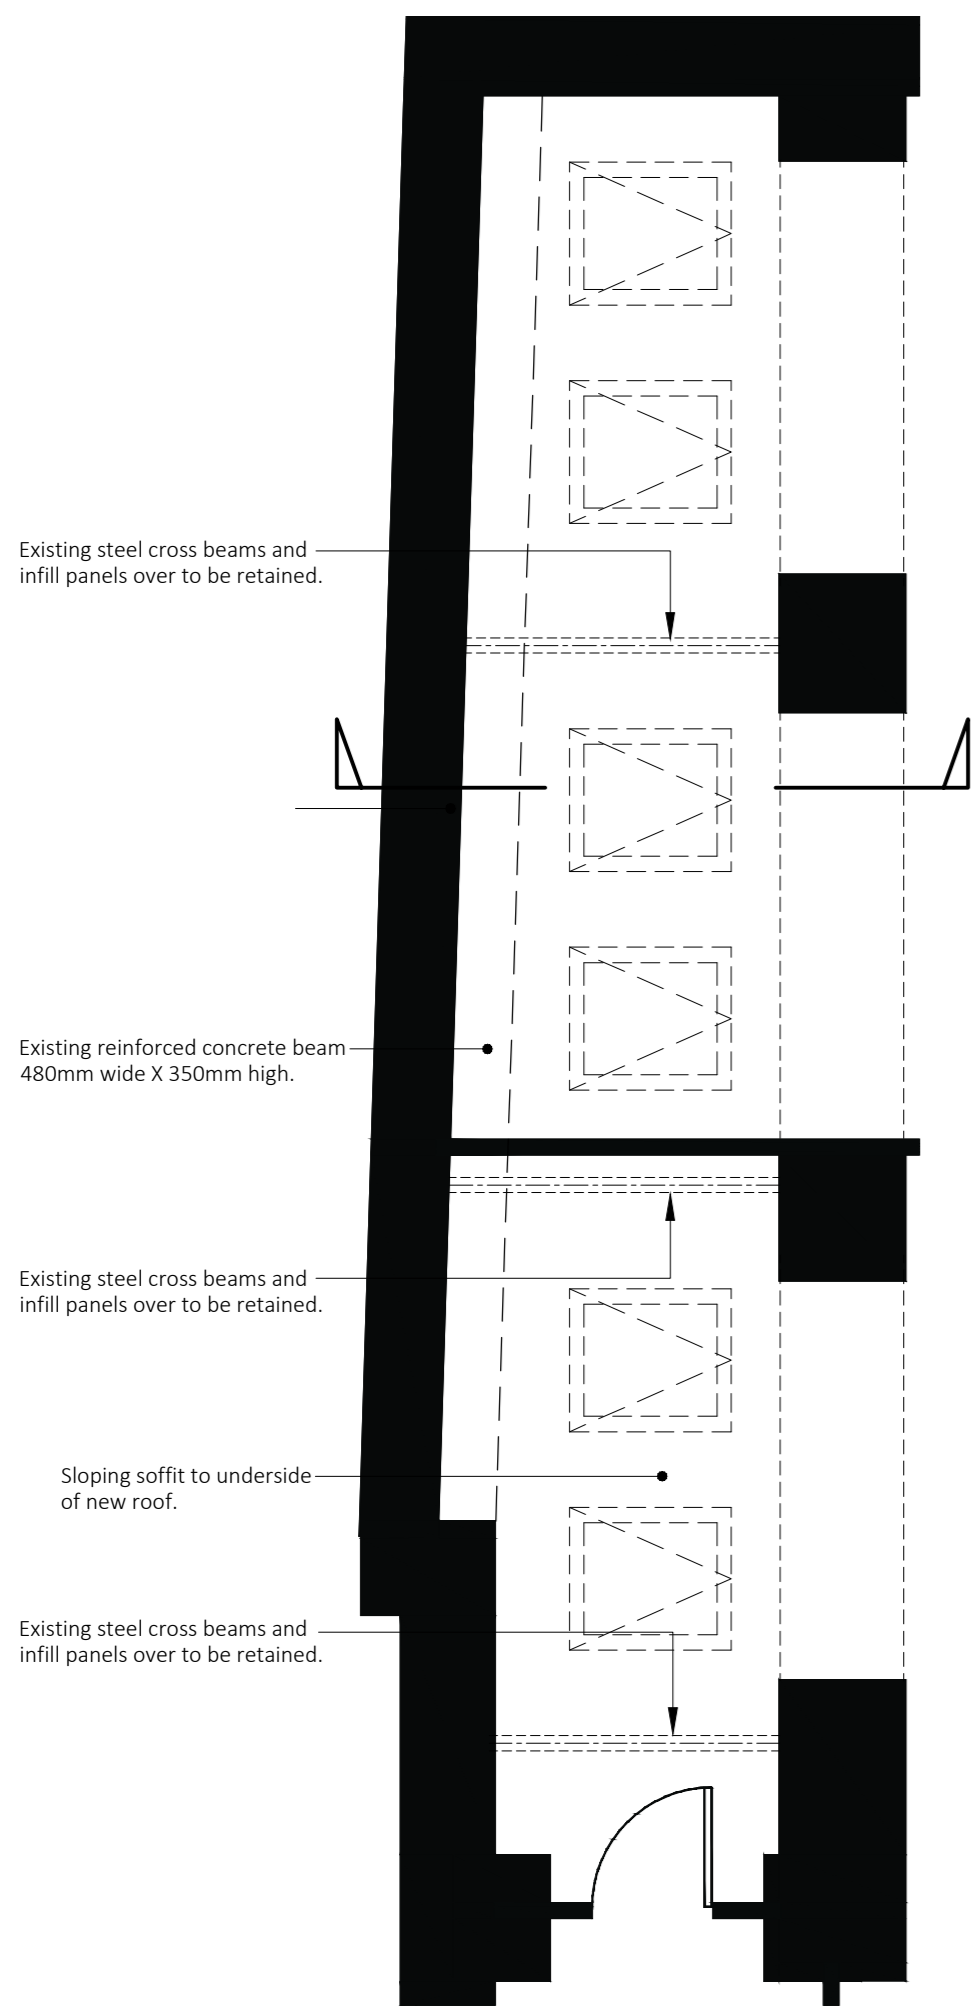 Existing steel cross beams and
infill panels over to be retained.
Existing reinforced concrete beam
480mm wide X 350mm high.
Existing steel cross beams and
infill panels over to be retained.
Sloping soffit to underside
of new roof.
Existing steel cross beams and
infill panels over to be retained.